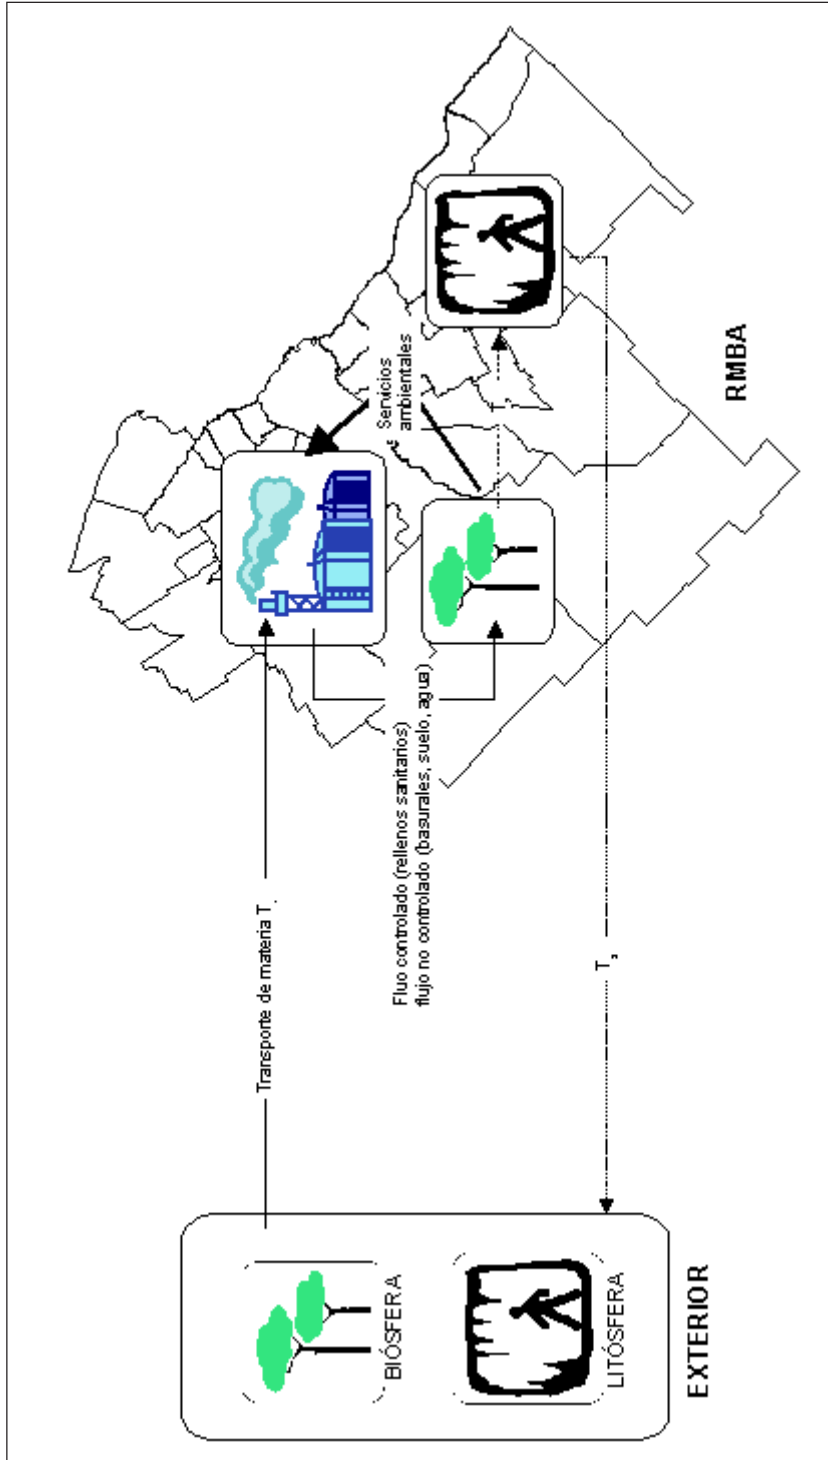 EXTERIOR
BIÓSFERA
LITÓSFERA
Transporte de materia T
Fluo controlado (rellenos sanitarios)
flujo no controlado (basurales, suelo, agua)
Servicios
ambientales
T
RMBA